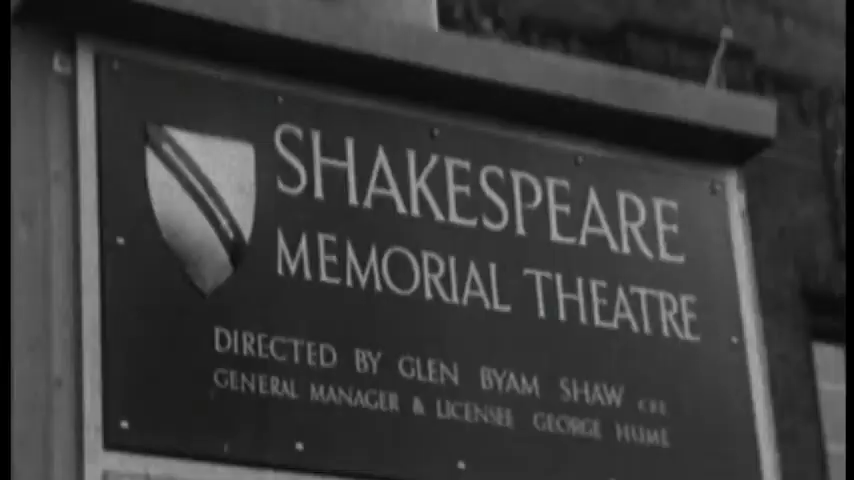 SHAKESPEARE
MEMORIAL THEATRE
DIRECTED BY GLEN BYAM SHAW CBE
GENERAL MANAGER & LICENSEE GEORGE HUME